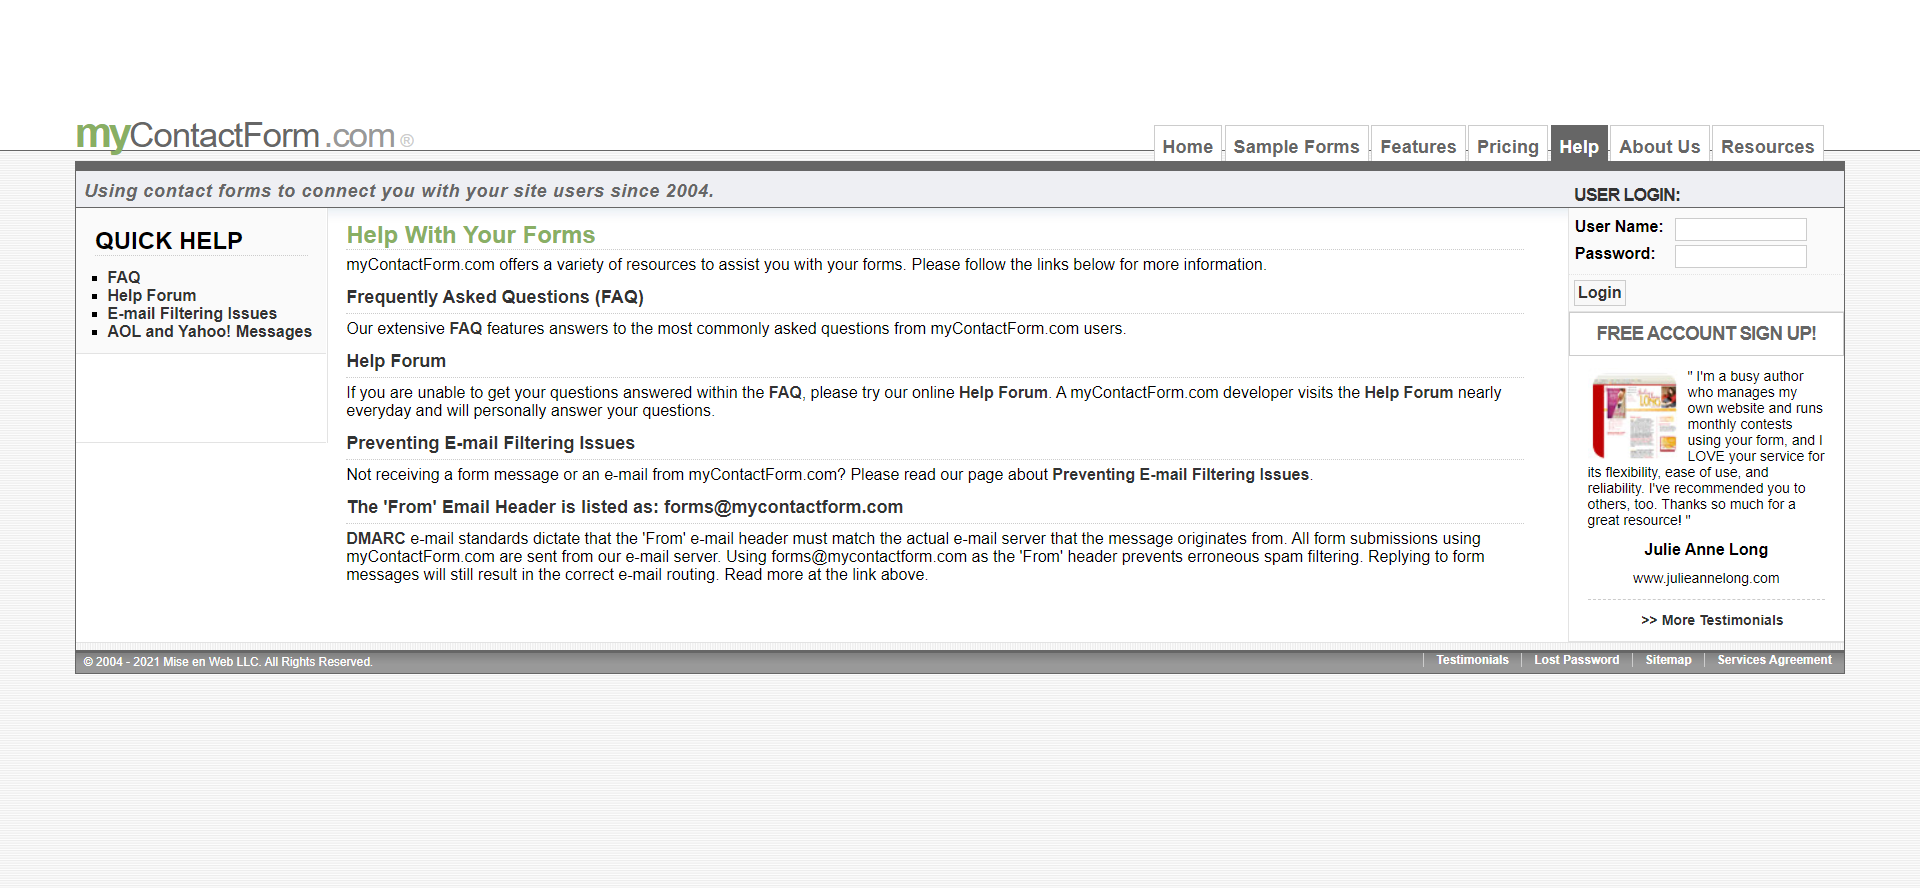 myContactForm.com®
Home
Sample Forms
Features
Pricing
Help
About Us
Resources
Using contact forms to connect you with your site users since 2004.
USER LOGIN:
QUICK HELP
FAQ
Help Forum
E-mail Filtering Issues
AOL and Yahoo! Messages
Help With Your Forms
myContactForm.com offers a variety of resources to assist you with your forms. Please follow the links below for more information.
Frequently Asked Questions (FAQ)
Our extensive FAQ features answers to the most commonly asked questions from myContactForm.com users.
Help Forum
If you are unable to get your questions answered within the FAQ, please try our online Help Forum. A myContactForm.com developer visits the Help Forum nearly
everyday and will personally answer your questions.
Preventing E-mail Filtering Issues
Not receiving a form message or an e-mail from myContactForm.com? Please read our page about Preventing E-mail Filtering Issues.
The 'From' Email Header is listed as: forms@mycontactform.com
DMARC e-mail standards dictate that the 'From' e-mail header must match the actual e-mail server that the message originates from. All form submissions using
myContactForm.com are sent from our e-mail server. Using forms@mycontactform.com as the 'From' header prevents erroneous spam filtering. Replying to form
messages will still result in the correct e-mail routing. Read more at the link above.
User Name:
Password:
Login
FREE ACCOUNT SIGN UP!
" I'm a busy author
who manages my
own website and runs
monthly contests
using your form, and I
LOVE your service for
its flexibility, ease of use, and
reliability. I've recommended you to
others, too. Thanks so much for a
great resource! "
Julie Anne Long
www.julieannelong.com
>> More Testimonials
© 2004 - 2021 Mise en Web LLC. All Rights Reserved.
Testimonials
Lost Password
Sitemap
Services Agreement